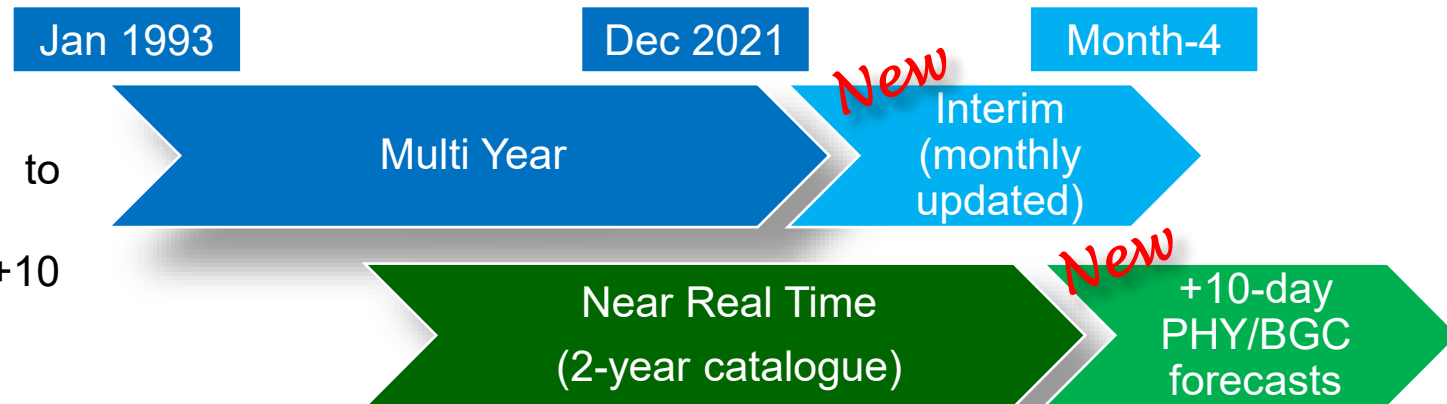 Jan 1993
Dec 2021
Month-4
New
Interim
(monthly
updated)
Multi Year
to
+10
New
Near Real Time
(2-year catalogue)
+10-day
PHY/BGC
forecasts